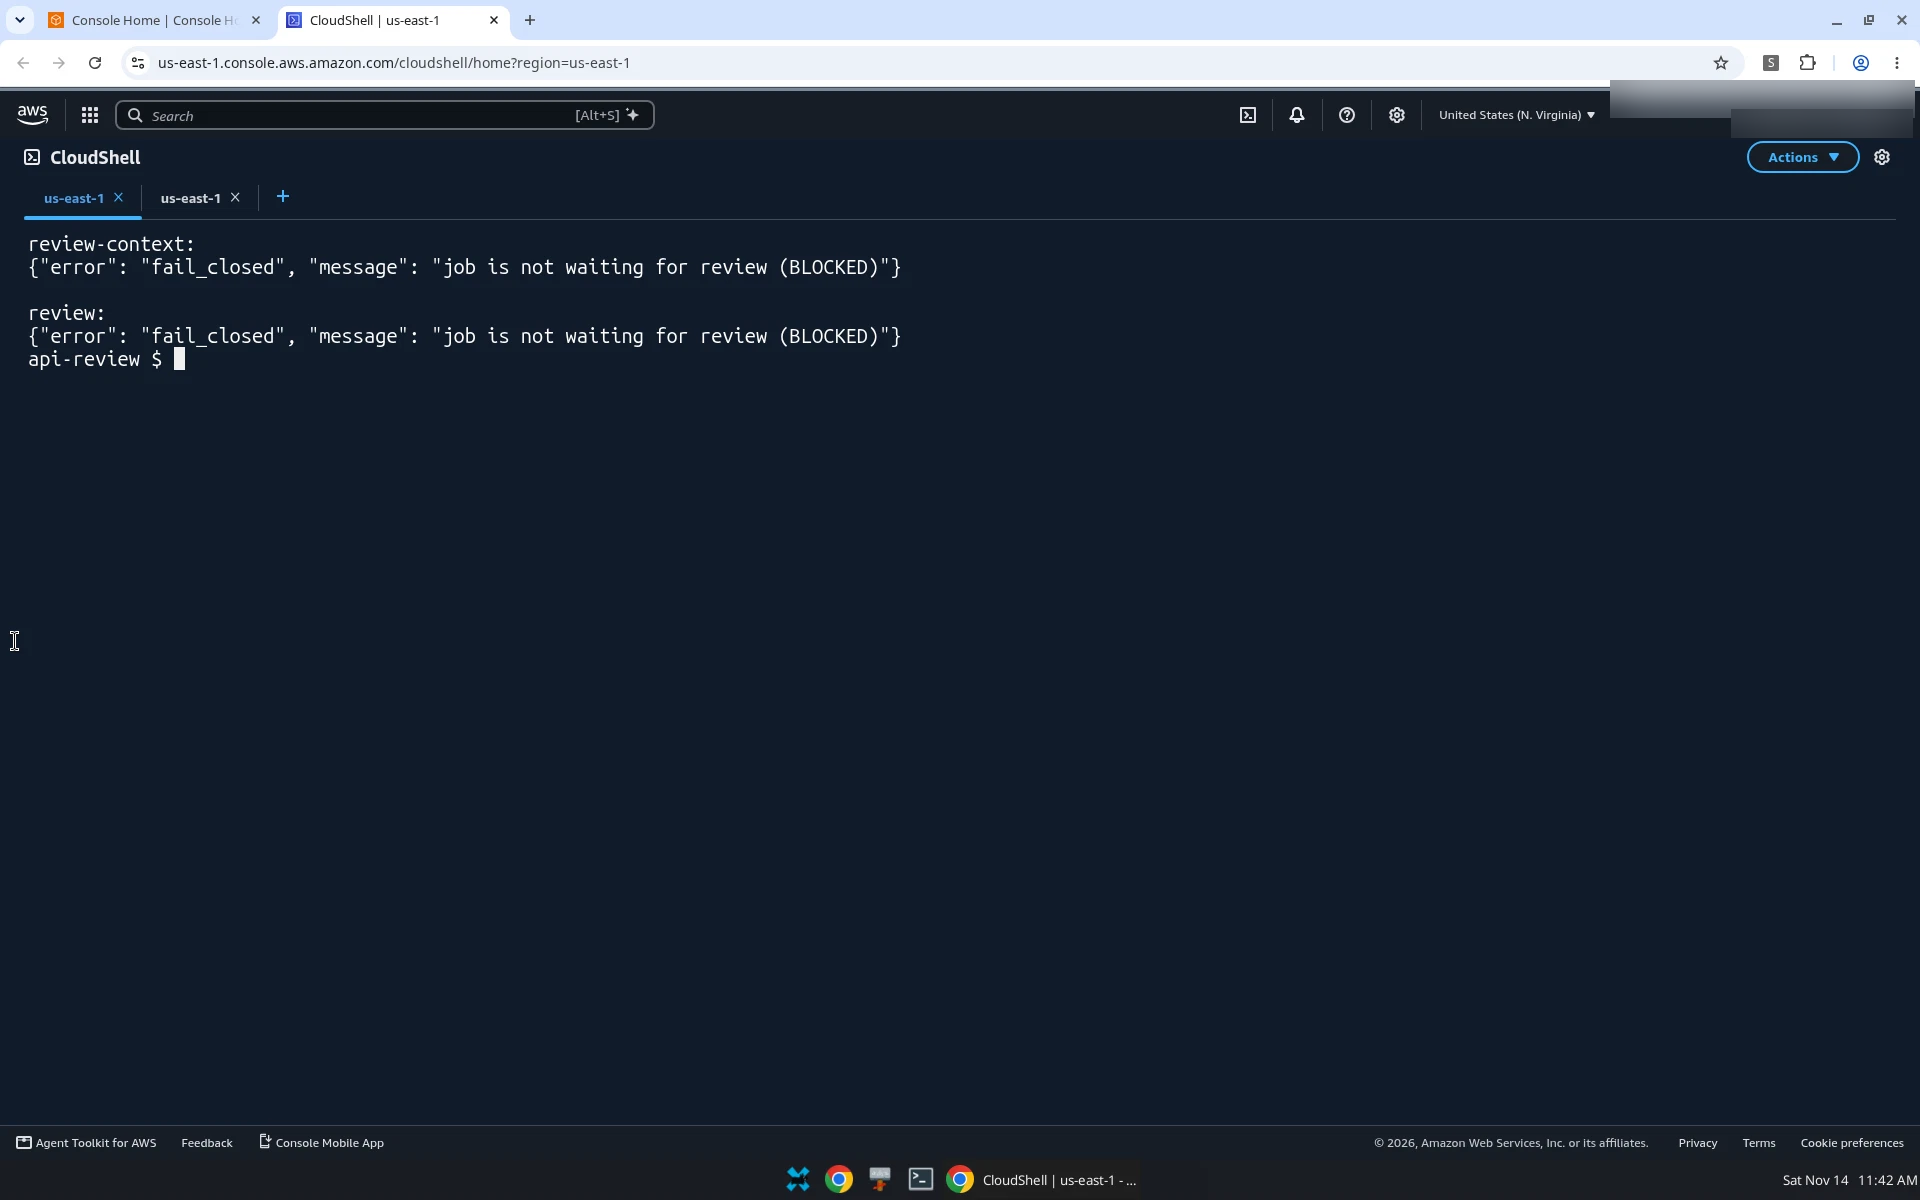 Console Home | Console H
CloudShell | us-east-1
us-east-1.console.aws.amazon.com/cloudshell/home?region=us-east-1
S
aws
Search
[Alt+S]
United States (N. Virginia)
CloudShell
Actions
us-east-1
us-east-1
review-context:
{"error": "fail_closed", "message": "job is not waiting for review (BLOCKED)"}
review:
{"error": "fail_closed", "message": "job is not waiting for review (BLOCKED)"}
api-review $
Agent Toolkit for AWS
Feedback
Console Mobile App
© 2026, Amazon Web Services, Inc. or its affiliates.
Privacy
Terms
Cookie preferences
CloudShell | us-east-1 - ...
Sat Nov 14 11:42 AM